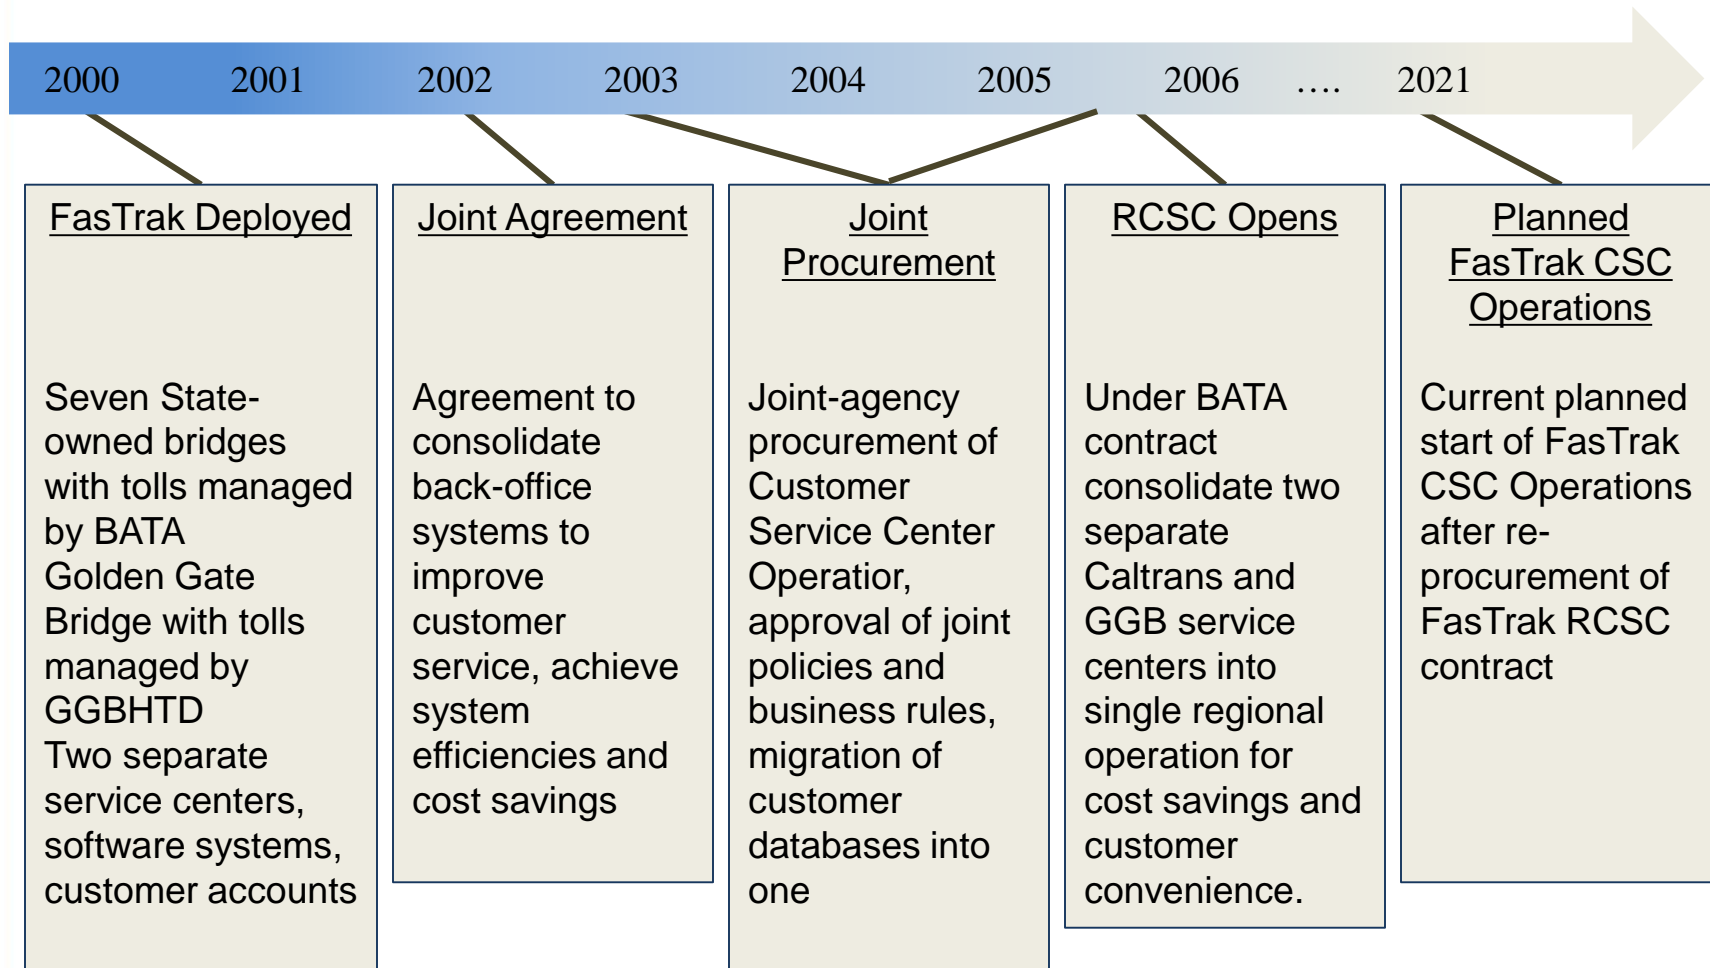 2000 2001 2002 2003 2004 2005 2006 .... 2021
FasTrak Deployed
Seven State-
owned bridges
with tolls managed
by BATA
Golden Gate
Bridge with tolls
managed by
GGBHTD
Two separate
service centers,
software systems,
customer accounts
Joint Agreement
Agreement to
consolidate
back-office
systems to
improve
customer
service, achieve
system
efficiencies and
cost savings
Joint
Procurement
Joint-agency
procurement of
Customer
Service Center
Operatior,
approval of joint
policies and
business rules,
migration of
customer
databases into
one
RCSC Opens
Under BATA
contract
consolidate two
separate
Caltrans and
GGB service
centers into
single regional
operation for
cost savings and
customer
convenience.
Planned
FasTrak CSC
Operations
Current planned
start of FasTrak
CSC Operations
after re-
procurement of
FasTrak RCSC
contract